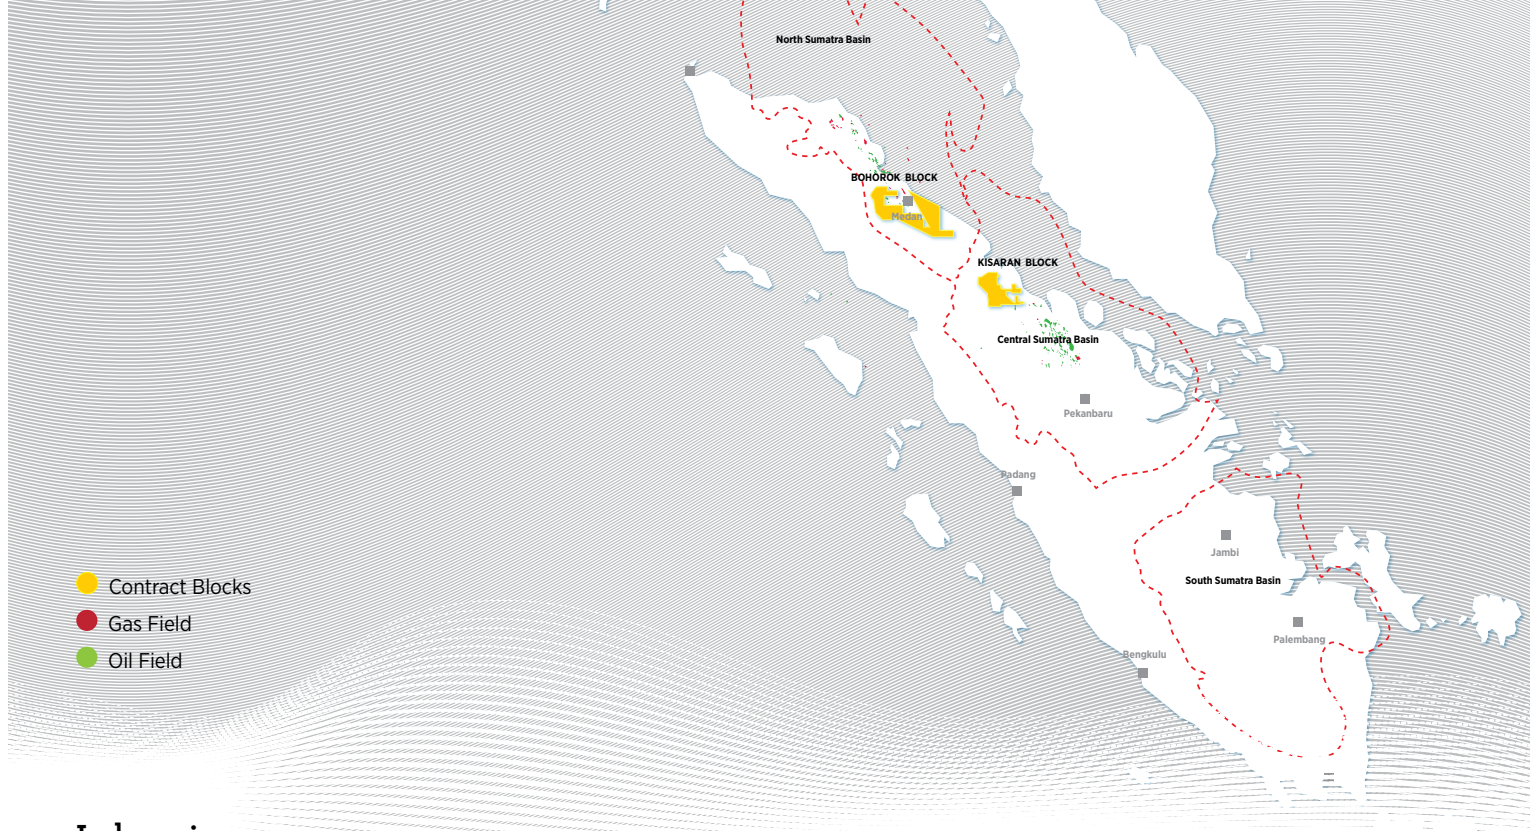 North Sumatra Basin
BOHOROK BLOCK
Medan
KISARAN BLOCK
Central Sumatra Basin
Pekanbaru
Padang
Jambi
South Sumatra Basin
Palembang
Bengkulu
Contract Blocks
Gas Field
Oil Field